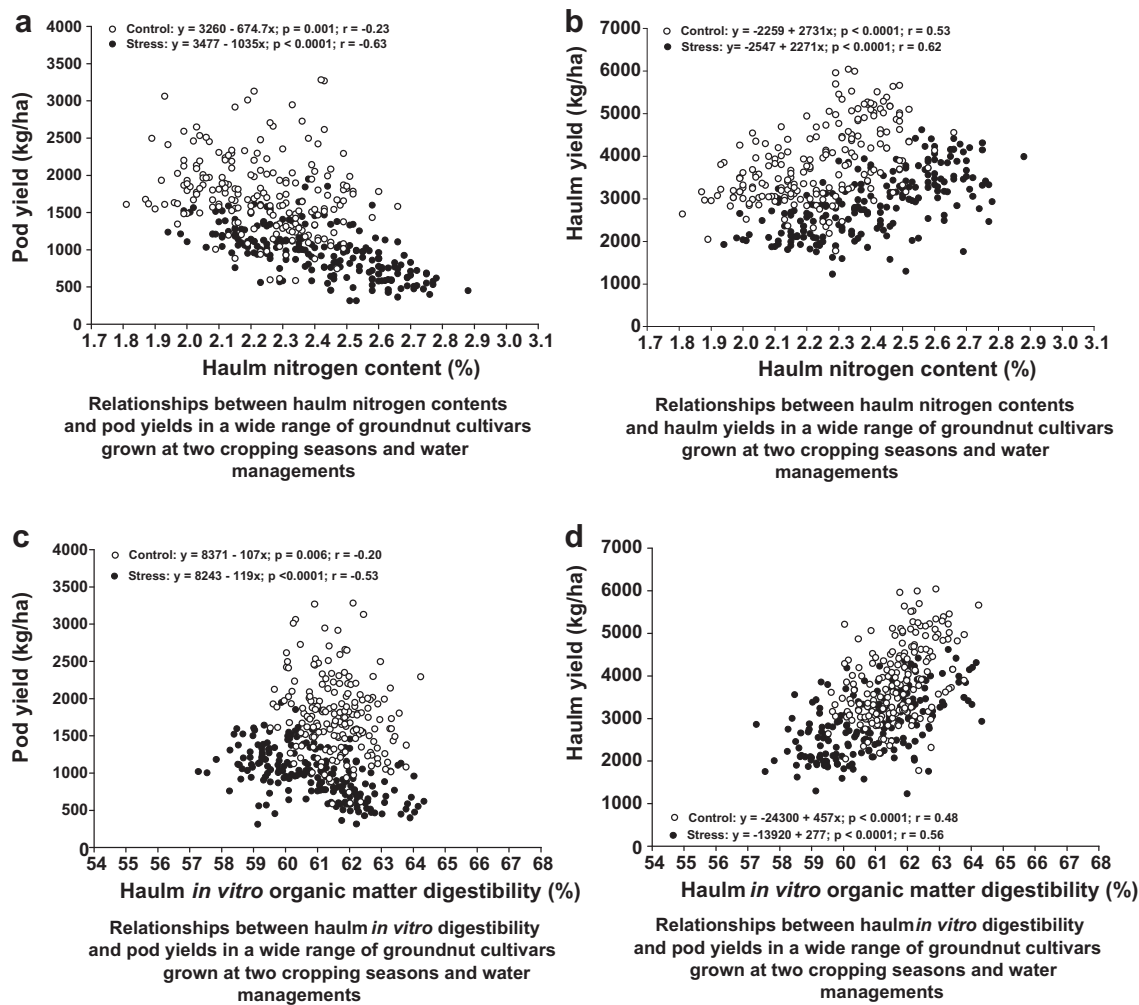 a
Control: y = 3260 - 674.7x; p = 0.001; r = -0.23
Stress: y = 3477 - 1035x; p < 0.0001; r = -0.63
Pod yield (kg/ha)
4000
3500
3000
2500
2000
1500
1000
500
0
1.7 1.8 1.9 2.0 2.1 2.2 2.3 2.4 2.5 2.6 2.7 2.8 2.9 3.0 3.1
Haulm nitrogen content (%)
Relationships between haulm nitrogen contents
and pod yields in a wide range of groundnut cultivars
grown at two cropping seasons and water
managements
b
Control: y = -2259 + 2731x; p < 0.0001; r = 0.53
Stress: y= -2547 + 2271x; p < 0.0001; r = 0.62
Haulm yield (kg/ha)
7000
6000
5000
4000
3000
2000
1000
0
1.7 1.8 1.9 2.0 2.1 2.2 2.3 2.4 2.5 2.6 2.7 2.8 2.9 3.0 3.1
Haulm nitrogen content (%)
Relationships between haulm nitrogen contents
and haulm yields in a wide range of groundnut cultivars
grown at two cropping seasons and water
managements
c
Control: y = 8371 - 107x; p = 0.006; r = -0.20
Stress: y = 8243 - 119x; p <0.0001; r = -0.53
Pod yield (kg/ha)
4000
3500
3000
2500
2000
1500
1000
500
0
54 55 56 57 58 59 60 61 62 63 64 65 66 67 68
Haulm in vitro organic matter digestibility (%)
Relationships between haulm in vitro digestibility
and pod yields in a wide range of groundnut cultivars
grown at two cropping seasons and water
managements
d
Haulm yield (kg/ha)
7000
6000
5000
4000
3000
2000
1000
0
Control: y = -24300 + 457x; p < 0.0001; r = 0.48
Stress: y = -13920 + 277; p < 0.0001; r = 0.56
54 55 56 57 58 59 60 61 62 63 64 65 66 67 68
Haulm in vitro organic matter digestibility (%)
Relationships between haulm in vitro digestibility
and pod yields in a wide range of groundnut cultivars
grown at two cropping seasons and water
managements